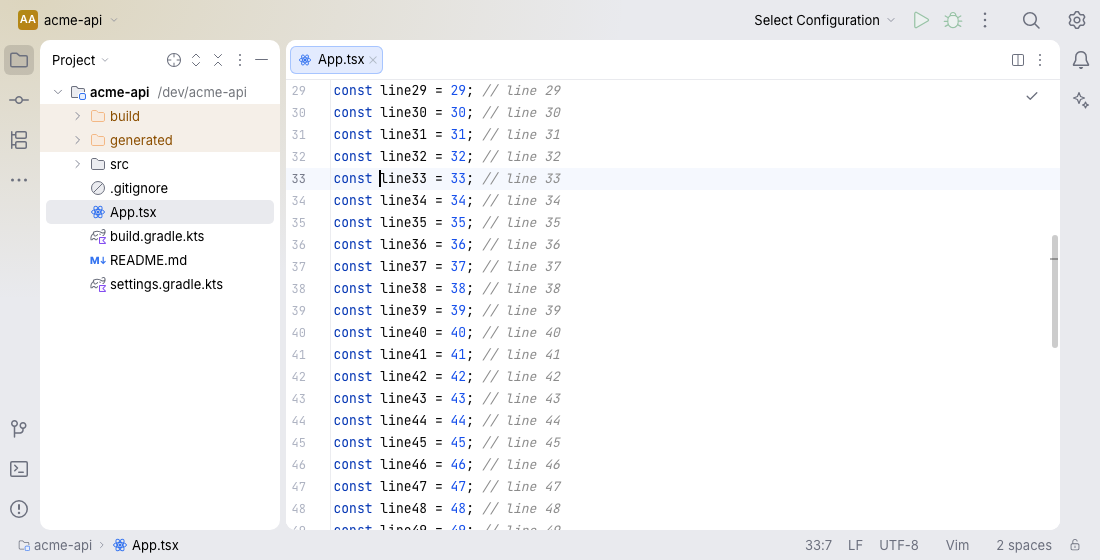 AA acme-api
Select Configuration
Project
App.tsx
acme-api /dev/acme-api
build
generated
src
.gitignore
App.tsx
build.gradle.kts
M↓ README.md
settings.gradle.kts
29 const line29 = 29; // line 29
30 const line30 = 30; // line 30
31 const line31 = 31; // line 31
32 const line32 = 32; // line 32
33 const line33 = 33; // line 33
34 const line34 = 34; // line 34
35 const line35 = 35; // line 35
36 const line36 = 36; // line 36
37 const line37 = 37; // line 37
38 const line38 = 38; // line 38
39 const line39 = 39; // line 39
40 const line40 = 40; // line 40
41 const line41 = 41; // line 41
42 const line42 = 42; // line 42
43 const line43 = 43; // line 43
44 const line44 = 44; // line 44
45 const line45 = 45; // line 45
46 const line46 = 46; // line 46
47 const line47 = 47; // line 47
48 const line48 = 48; // line 48
49 const line49 = 49; // line 49
acme-api App.tsx
33:7 LF UTF-8 Vim 2 spaces